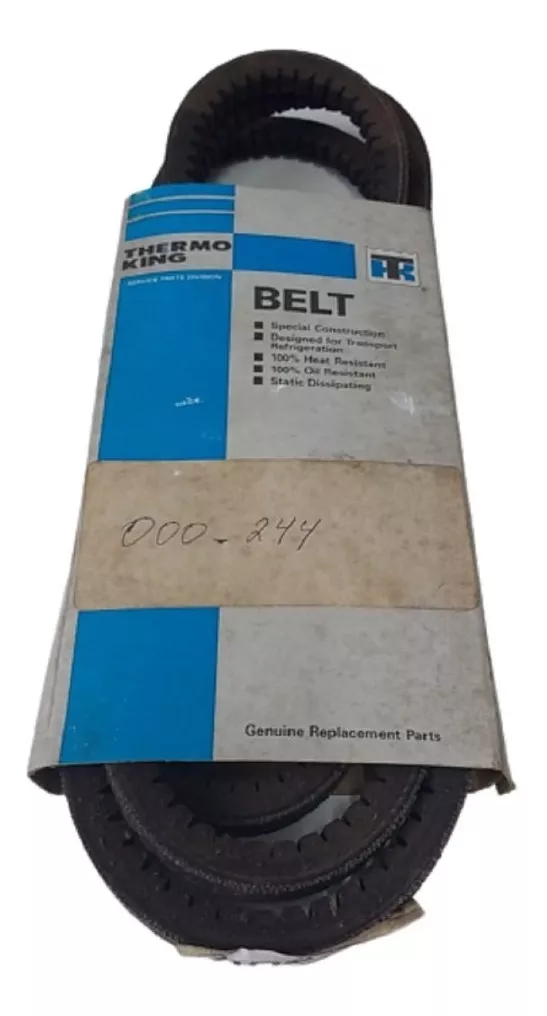 THERMO
KING
SERVICE PARTS DIVISION
TK
®
BELT
■ Special Construction
■ Designed for Transport
Refrigeration
■ 100% Heat Resistant
■ 100% Oil Resistant
■ Static Dissipating
000-244
Genuine Replacement Parts